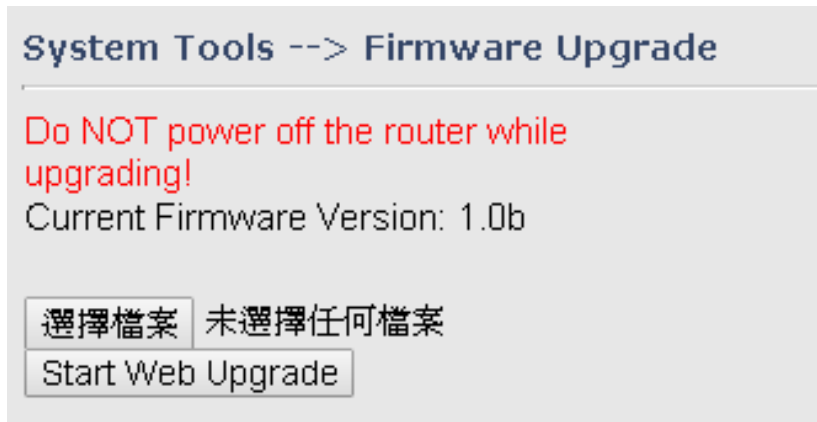 System Tools --> Firmware Upgrade
Do NOT power off the router while
upgrading!
Current Firmware Version: 1.0b
選擇檔案 未選擇任何檔案
Start Web Upgrade